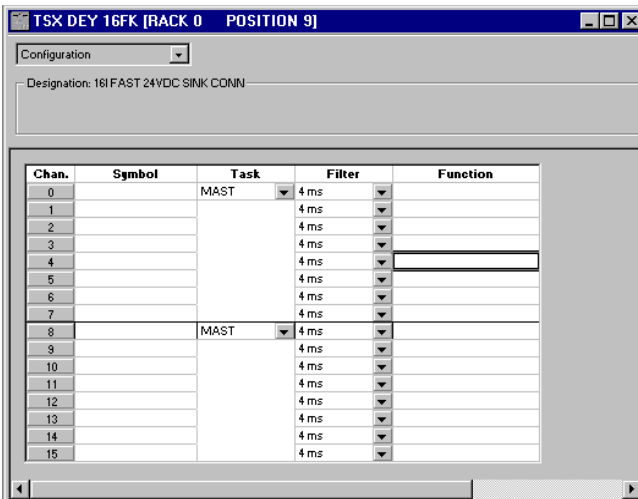 TSX DEY 16FK [RACK 0 POSITION 9]
Configuration
Designation: 16I FAST 24VDC SINK CONN
Chan. Symbol Task Filter Function
0 MAST 4 ms
1 4 ms
2 4 ms
3 4 ms
4 4 ms
5 4 ms
6 4 ms
7 4 ms
8 MAST 4 ms
9 4 ms
10 4 ms
11 4 ms
12 4 ms
13 4 ms
14 4 ms
15 4 ms